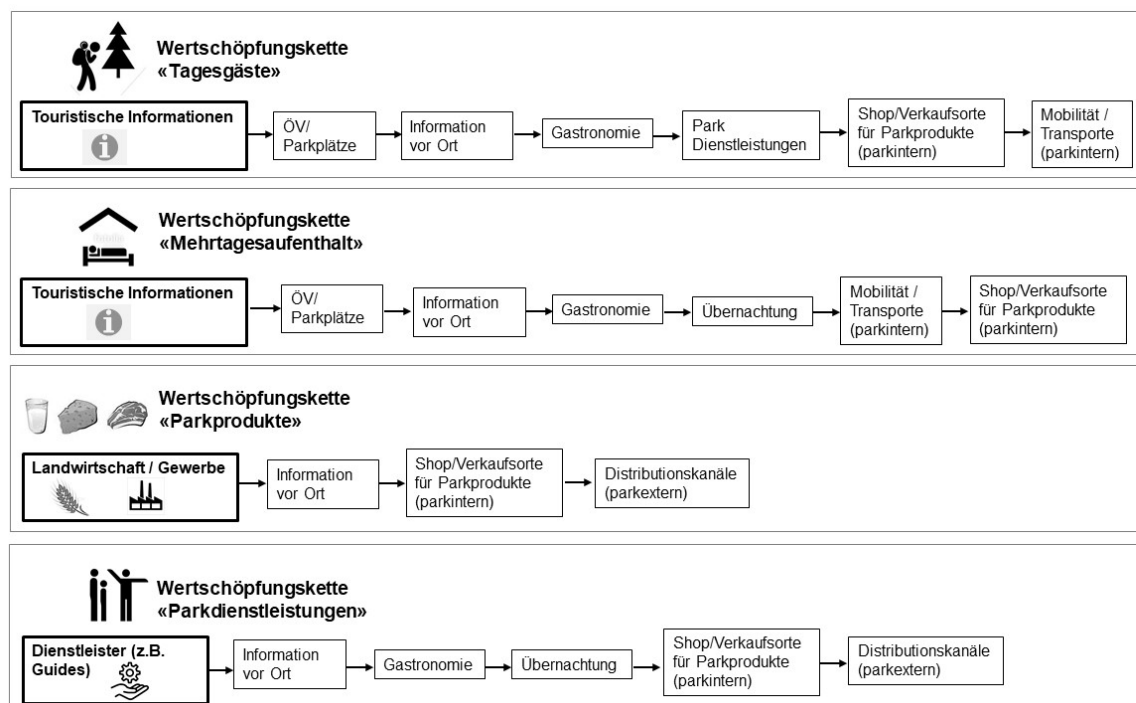 Wertschöpfungskette
«Tagesgäste»
Touristische Informationen
ÖV/
Parkplätze
Information
vor Ort
Gastronomie
Park
Dienstleistungen
Shop/Verkaufsorte
für Parkprodukte
(parkintern)
Mobilität /
Transporte
(parkintern)
Wertschöpfungskette
«Mehrtagesaufenthalt»
Touristische Informationen
ÖV/
Parkplätze
Information
vor Ort
Gastronomie
Übernachtung
Mobilität /
Transporte
(parkintern)
Shop/Verkaufsorte
für Parkprodukte
(parkintern)
Wertschöpfungskette
«Parkprodukte»
Landwirtschaft / Gewerbe
Information
vor Ort
Shop/Verkaufsorte
für Parkprodukte
(parkintern)
Distributionskanäle
(parkextern)
Wertschöpfungskette
«Parkdienstleistungen»
Dienstleister (z.B.
Guides)
Information
vor Ort
Gastronomie
Übernachtung
Shop/Verkaufsorte
für Parkprodukte
(parkintern)
Distributionskanäle
(parkextern)